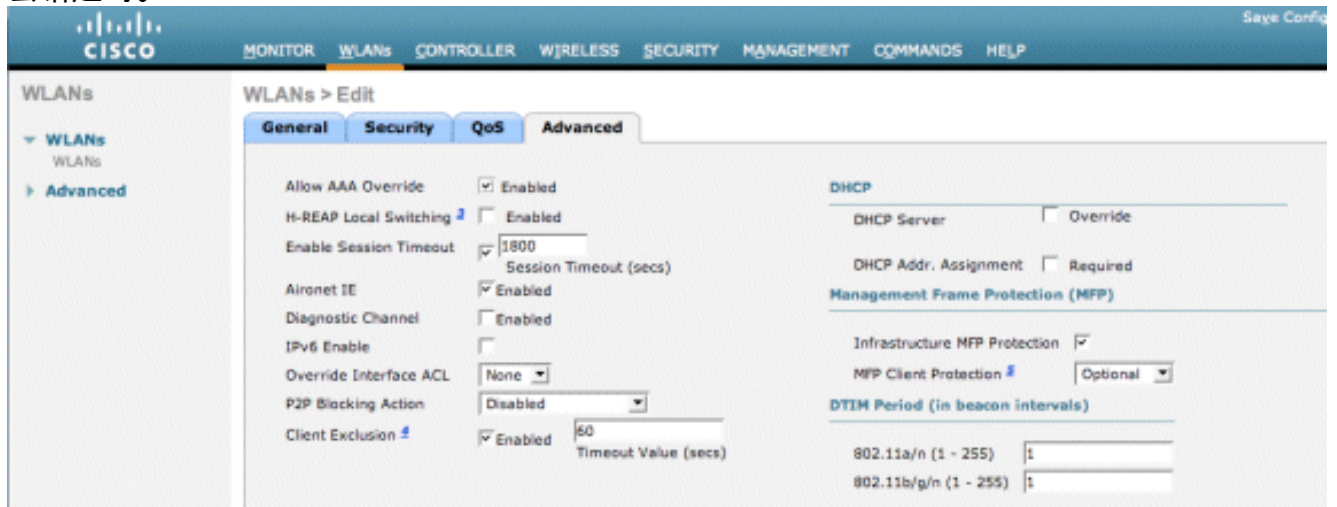 CISCO
Save Config
MONITOR WLANs CONTROLLER WIRELESS SECURITY MANAGEMENT COMMANDS HELP
WLANs
WLANs
WLANs
Advanced
WLANs > Edit
General Security QoS Advanced
Allow AAA Override Enabled
H-REAP Local Switching Enabled
Enable Session Timeout 1800
Session Timeout (secs)
Aironet IE Enabled
Diagnostic Channel Enabled
IPv6 Enable
Override Interface ACL None
P2P Blocking Action Disabled
Client Exclusion 4 Enabled 60
Timeout Value (secs)
DHCP
DHCP Server Override
DHCP Addr. Assignment Required
Management Frame Protection (MFP)
Infrastructure MFP Protection
MFP Client Protection Optional
DTIM Period (in beacon intervals)
802.11a/n (1 - 255) 1
802.11b/g/n (1 - 255) 1